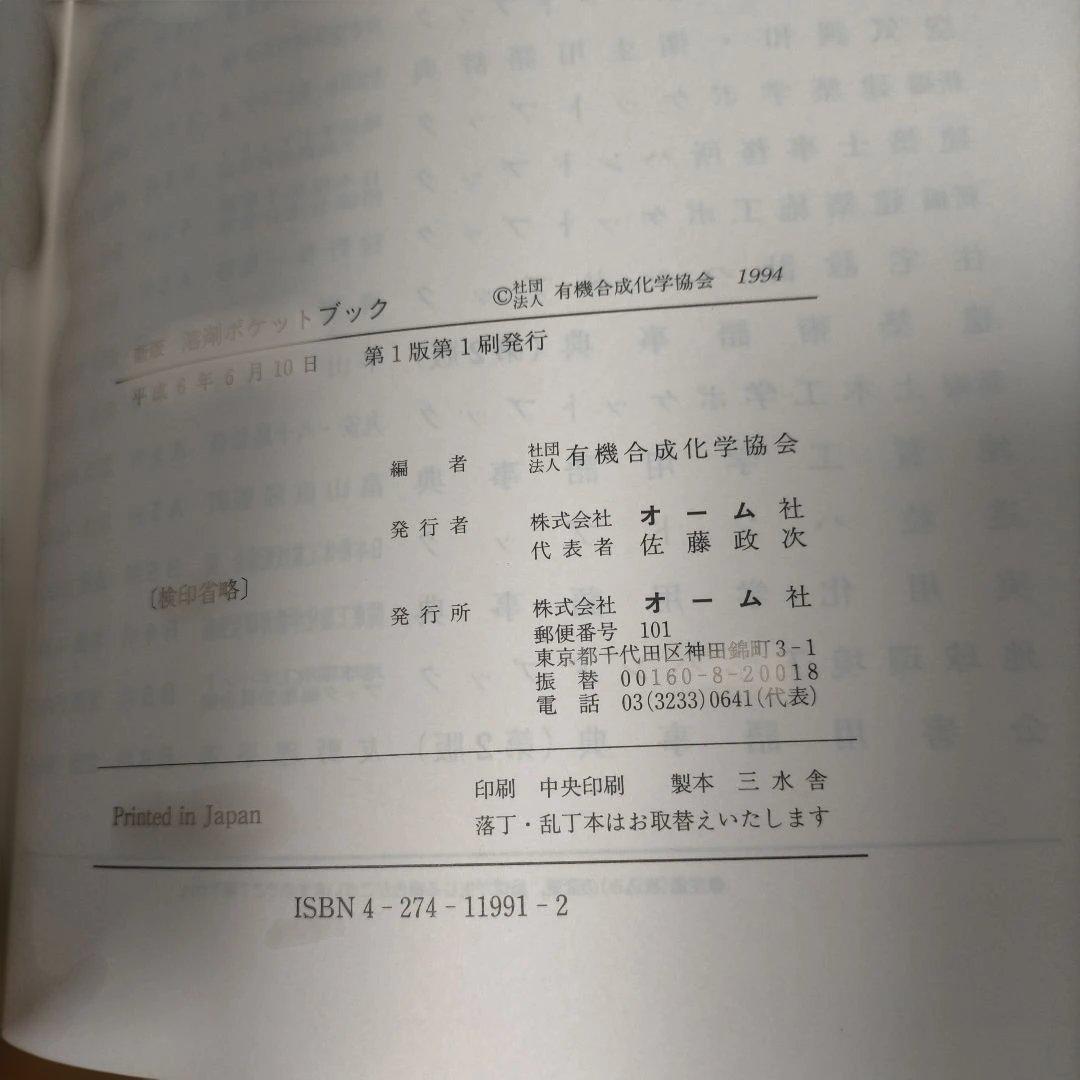 新版 溶剤ポケットブック
©社団法人 有機合成化学協会 1994
平成6年6月10日 第1版第1刷発行
編者 社団法人 有機合成化学協会
発行者 株式会社 オーム社
代表者 佐藤政次
〔検印省略〕
発行所 株式会社 オーム社
郵便番号 101
東京都千代田区神田錦町3-1
振替 00160-8-20018
電話 03(3233)0641(代表)
Printed in Japan
印刷 中央印刷 製本 三水舎
落丁・乱丁本はお取替えいたします
ISBN 4-274-11991-2